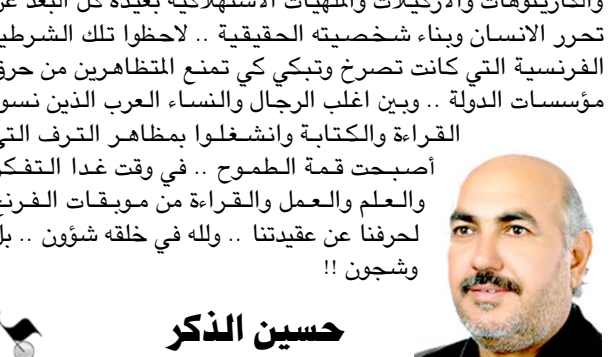 والكازينوهات والاركيلات والملهيات الاستهلاكية بعيدة كل البعد عن
تحرر الانسان وبناء شخصيته الحقيقية .. لاحظوا تلك الشرطية
الفرنسية التي كانت تصرخ وتبكي كي تمنع المتظاهرين من حرق
مؤسسات الدولة .. وبين اغلب الرجال والنساء العرب الذين نسوا
القراءة والكتابة وانشغلوا بمظاهر الترف التي
أصبحت قمة الطموح .. في وقت غدا التفكر
والعلم والعمل والقراءة من موبقات الفرنج
لحرفنا عن عقيدتنا .. ولله في خلقه شؤون .. بل
وشجون !!
حسين الذكر